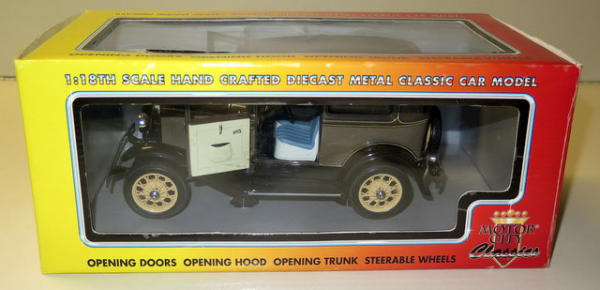 1:18TH SCALE HAND CRAFTED DIECAST METAL CLASSIC CAR MODEL
MOTOR
CITY
Classics
OPENING DOORS OPENING HOOD OPENING TRUNK STEERABLE WHEELS